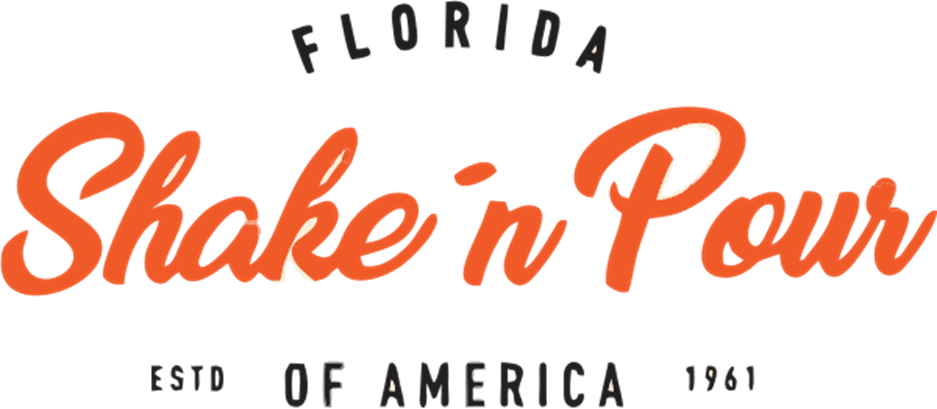 FLORIDA
Shake´n Pour
ESTD OF AMERICA 1961